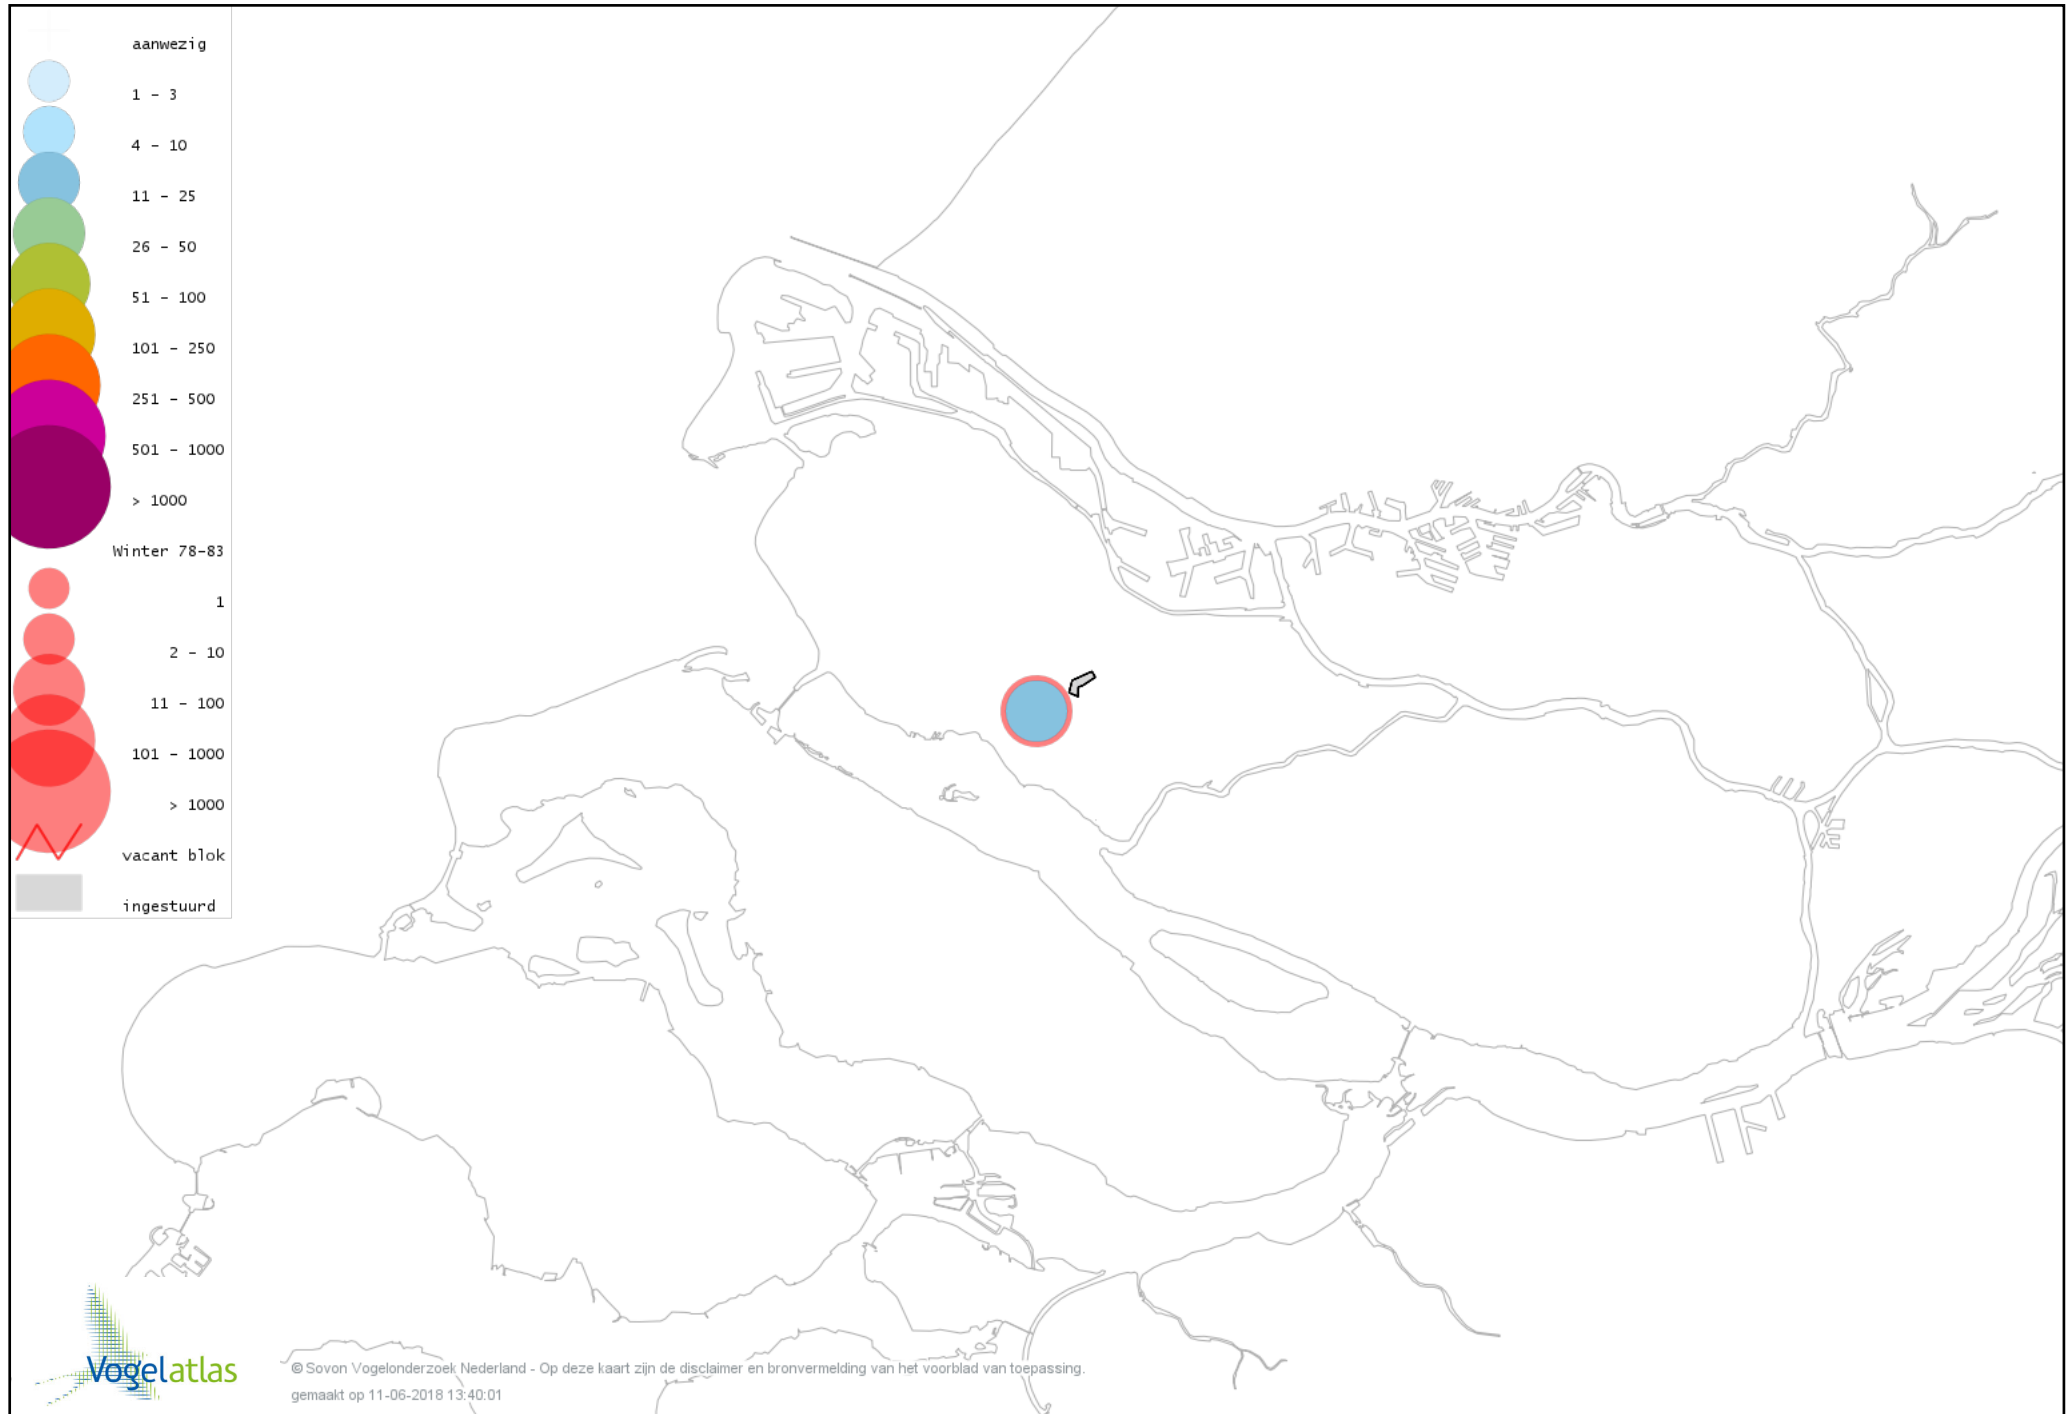 aanwezig
1 - 3
4 - 10
11 - 25
26 - 50
51 - 100
101 - 250
251 - 500
501 - 1000
> 1000
Winter 78-83
1
2 - 10
11 - 100
101 - 1000
> 1000
vacant blok
ingestuurd
Vogelatlas
© Sovon Vogelonderzoek Nederland - Op deze kaart zijn de disclaimer en bronvermelding van het voorblad van toepassing.
gemaakt op 11-06-2018 13:40:01